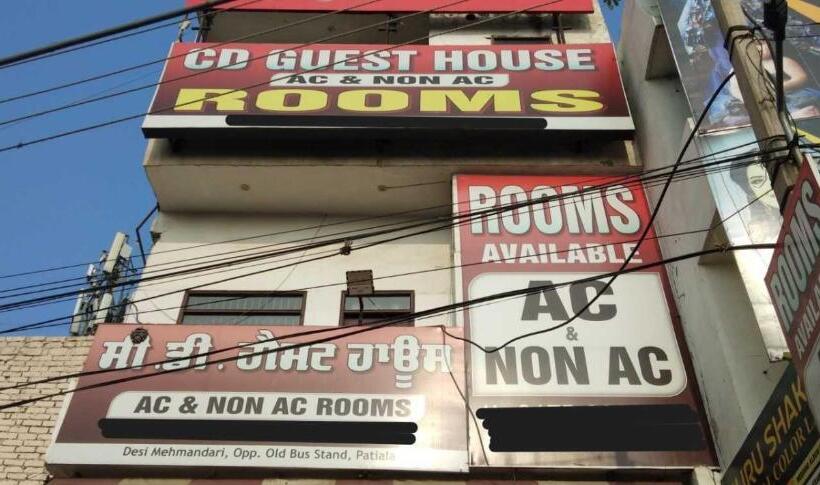 CD GUEST HOUSE
AC & NON AC
ROOMS
ROOMS
AVAILABLE
AC
&
NON AC
ਸੀ.ਡੀ. ਗੈਸਟ ਹਾਊਸ
AC & NON AC ROOMS
Desi Mehmandari, Opp. Old Bus Stand, Patiala
ROOMS